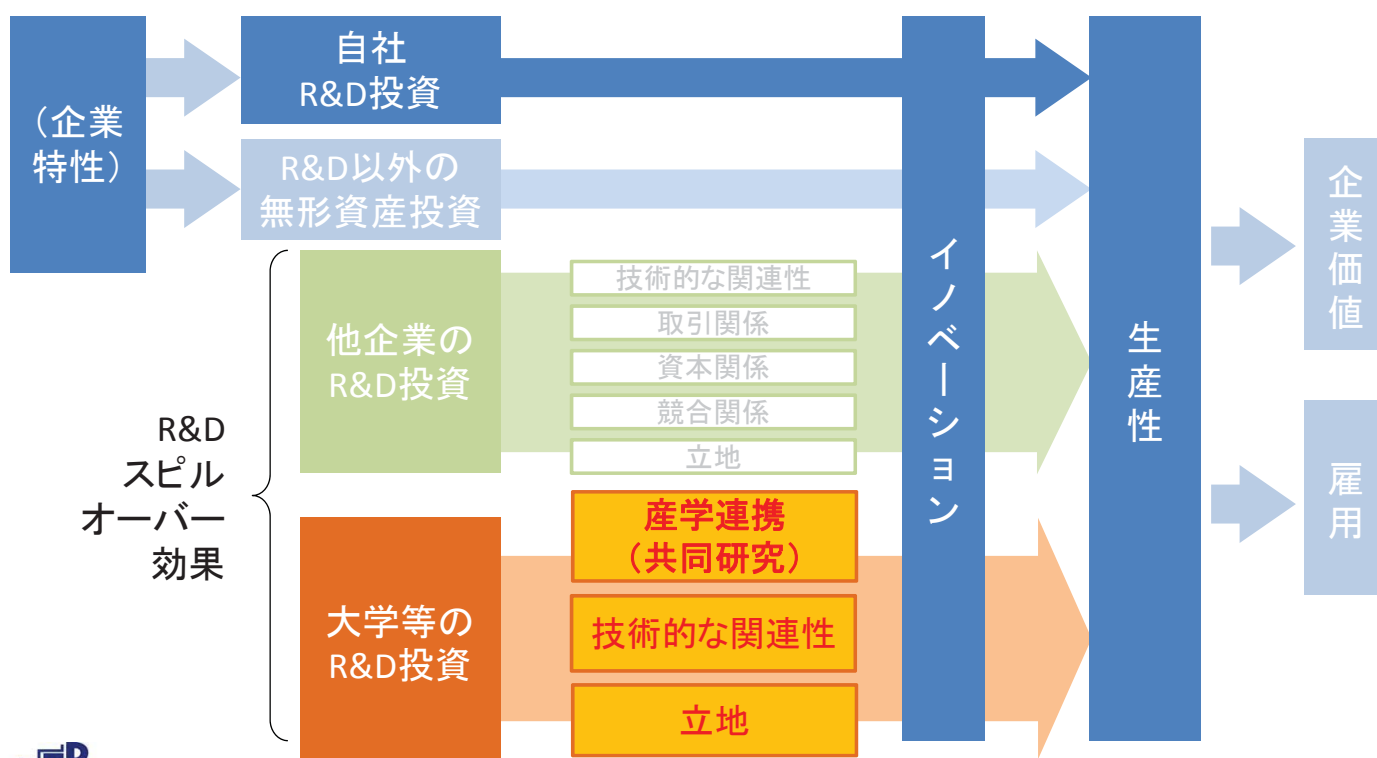 （企業
特性）
自社
R&D投資
R&D以外の
無形資産投資
R&D
スピル
オーバー
効果
他企業の
R&D投資
技術的な関連性
取引関係
資本関係
競合関係
立地
大学等の
R&D投資
産学連携
（共同研究）
技術的な関連性
立地
イノベーション
生産性
企業価値
雇用